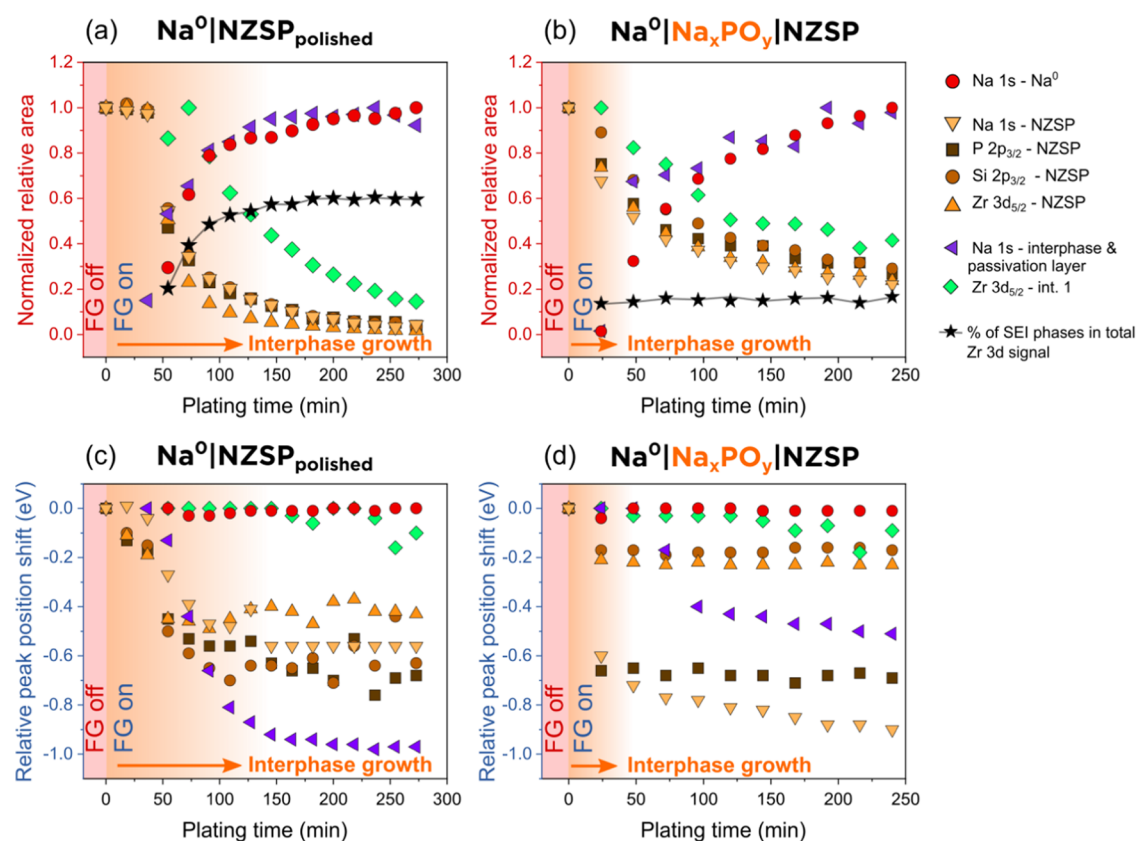 (a) Na⁰|NZSPpolished
Normalized relative area
1.2
1.0
0.8
0.6
0.4
0.2
0.0
FG off
FG on
Interphase growth
0 50 100 150 200 250 300
Plating time (min)
(b) Na⁰|NaxPOy|NZSP
Normalized relative area
1.2
1.0
0.8
0.6
0.4
0.2
0.0
FG off
FG on
Interphase growth
0 50 100 150 200 250
Plating time (min)
Na 1s - Na⁰
Na 1s - NZSP
P 2p3/2 - NZSP
Si 2p3/2 - NZSP
Zr 3d5/2 - NZSP
Na 1s - interphase &
passivation layer
Zr 3d5/2 - int. 1
% of SEI phases in total
Zr 3d signal
(c) Na⁰|NZSPpolished
Relative peak position shift (eV)
0.0
-0.2
-0.4
-0.6
-0.8
-1.0
FG off
FG on
Interphase growth
0 50 100 150 200 250 300
Plating time (min)
(d) Na⁰|NaxPOy|NZSP
Relative peak position shift (eV)
0.0
-0.2
-0.4
-0.6
-0.8
-1.0
FG off
FG on
Interphase growth
0 50 100 150 200 250
Plating time (min)